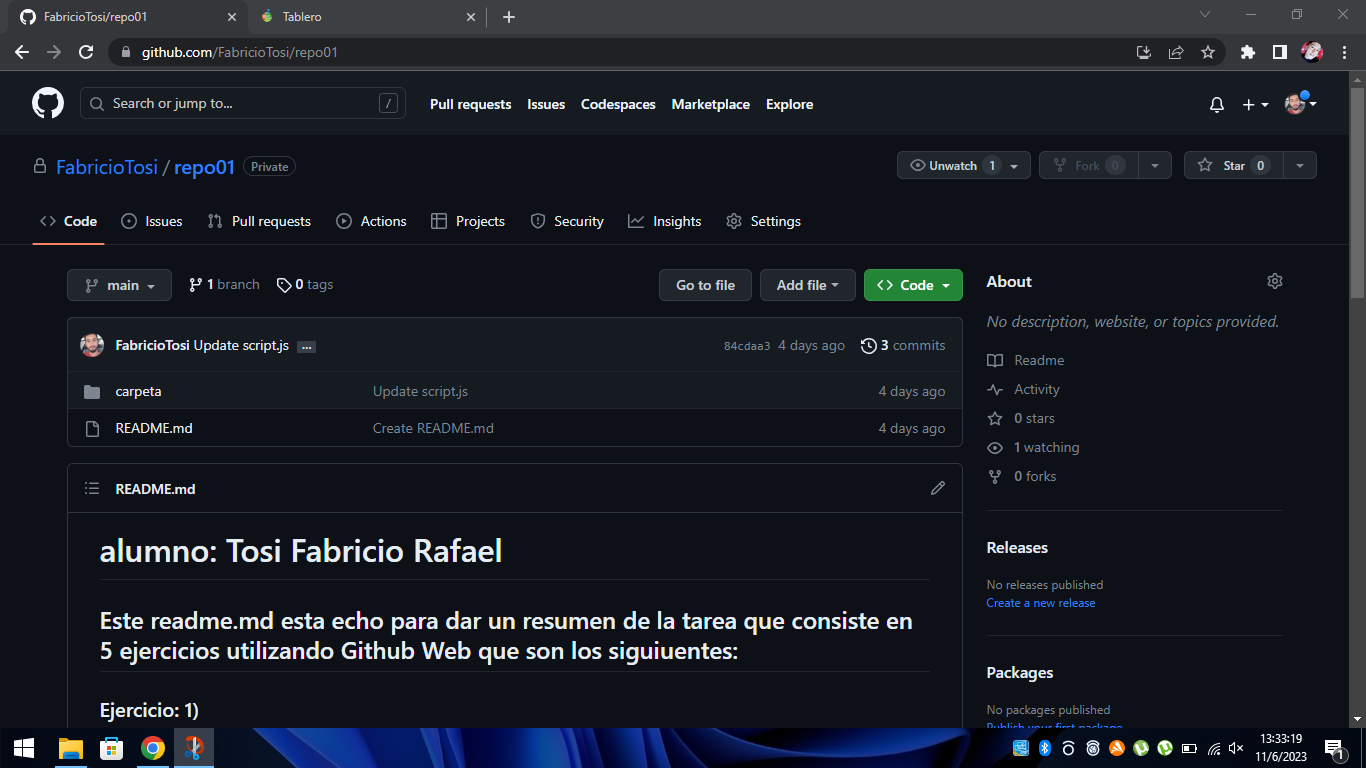 FabricioTosi/repo01
Tablero
github.com/FabricioTosi/repo01
Search or jump to...
/
Pull requests Issues Codespaces Marketplace Explore
FabricioTosi / repo01 Private
Unwatch 1
Fork 0
Star 0
Code Issues Pull requests Actions Projects Security Insights Settings
main 1 branch 0 tags
Go to file Add file Code
FabricioTosi Update script.js ... 84cdaa3 4 days ago 3 commits
carpeta Update script.js 4 days ago
README.md Create README.md 4 days ago
README.md
alumno: Tosi Fabricio Rafael
Este readme.md esta echo para dar un resumen de la tarea que consiste en
5 ejercicios utilizando Github Web que son los siguiuentes:
Ejercicio: 1)
About
No description, website, or topics provided.
Readme
Activity
0 stars
1 watching
0 forks
Releases
No releases published
Create a new release
Packages
No packages published
Publish your first package
13:33:19
11/6/2023
1